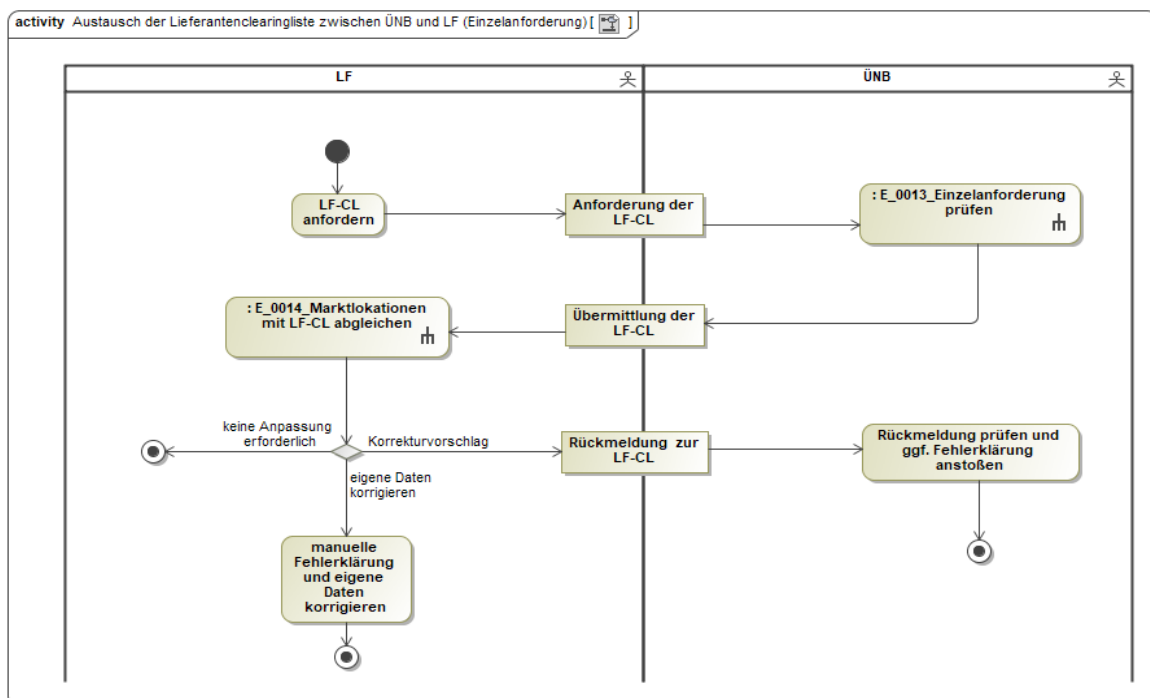 activity Austausch der Lieferantenclearingliste zwischen ÜNB und LF (Einzelanforderung) [ ]
LF
ÜNB
LF-CL
anfordern
Anforderung der
LF-CL
: E_0013_Einzelanforderung
prüfen
: E_0014_Marktlokationen
mit LF-CL abgleichen
Übermittlung der
LF-CL
keine Anpassung
erforderlich
Korrekturvorschlag
Rückmeldung zur
LF-CL
Rückmeldung prüfen und
ggf. Fehlerklärung
anstoßen
eigene Daten
korrigieren
manuelle
Fehlerklärung
und eigene
Daten
korrigieren